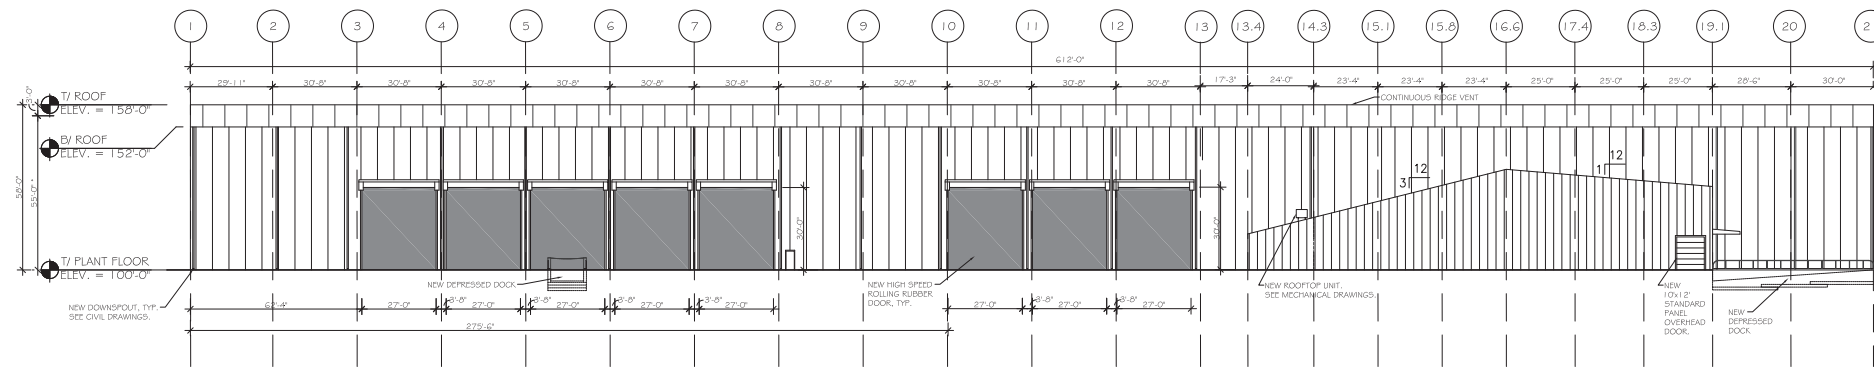 1 2 3 4 5 6 7 8 9 10 11 12 13 13.4 14.3 15.1 15.8 16.6 17.4 18.3 19.1 20
612'-0"
29'-11" 30'-8" 30'-8" 30'-8" 30'-8" 30'-8" 30'-8" 30'-8" 30'-8" 30'-8" 30'-8" 30'-8" 17'-3" 24'-0" 23'-4" 23'-4" 23'-4" 25'-0" 25'-0" 25'-0" 28'-6" 30'-0"
T/ ROOF
ELEV. = 158'-0"
CONTINUOUS RIDGE VENT
B/ ROOF
ELEV. = 152'-0"
3'-0"
58'-0"
55'-0"
12
3
12
1
30'-0"
30'-0"
T/ PLANT FLOOR
ELEV. = 100'-0"
NEW DOWNSPOUT, TYP.
SEE CIVIL DRAWINGS.
NEW DEPRESSED DOCK
NEW HIGH SPEED
ROLLING RUBBER
DOOR, TYP.
NEW ROOFTOP UNIT.
SEE MECHANICAL DRAWINGS.
NEW
10'x12'
STANDARD
PANEL
OVERHEAD
DOOR.
NEW
DEPRESSED
DOCK
62'-4" 27'-0" 3'-8" 27'-0" 3'-8" 27'-0" 3'-8" 27'-0" 3'-8" 27'-0" 27'-0" 3'-8" 27'-0" 3'-8" 27'-0"
275'-6"